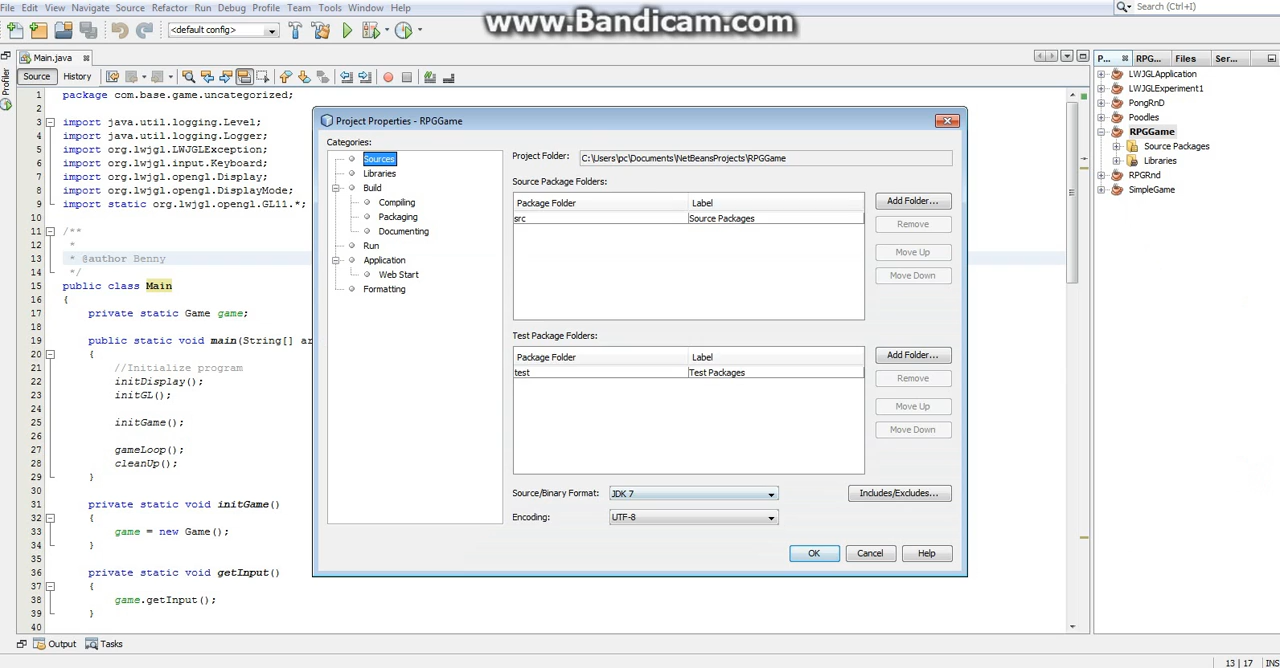 File Edit View Navigate Source Refactor Run Debug Profile Team Tools Window Help
www.Bandicam.com
Search (Ctrl+I)
<default config>
Main.java
P... RPG... Files Ser...
Source History
Profiler
1 package com.base.game.uncategorized;
2
3 import java.util.logging.Level;
4 import java.util.logging.Logger;
5 import org.lwjgl.LWJGLException;
6 import org.lwjgl.input.Keyboard;
7 import org.lwjgl.opengl.Display;
8 import org.lwjgl.opengl.DisplayMode;
9 import static org.lwjgl.opengl.GL11.*;
10
11 /**
12 *
13 * @author Benny
14 */
15 public class Main
16 {
17 private static Game game;
18
19 public static void main(String[] ar
20 {
21 //Initialize program
22 initDisplay();
23 initGL();
24
25 initGame();
26
27 gameLoop();
28 cleanUp();
29 }
30
31 private static void initGame()
32 {
33 game = new Game();
34 }
35
36 private static void getInput()
37 {
38 game.getInput();
39 }
40
Project Properties - RPGGame
Categories:
Sources
Libraries
Build
Compiling
Packaging
Documenting
Run
Application
Web Start
Formatting
Project Folder: C:\Users\pc\Documents\NetBeansProjects\RPGGame
Source Package Folders:
Package Folder Label
src Source Packages
Add Folder...
Remove
Move Up
Move Down
Test Package Folders:
Package Folder Label
test Test Packages
Add Folder...
Remove
Move Up
Move Down
Source/Binary Format: JDK 7
Includes/Excludes...
Encoding: UTF-8
OK Cancel Help
LWJGLApplication
LWJGLExperiment1
PongRnD
Poodles
RPGGame
Source Packages
Libraries
RPGRnd
SimpleGame
Output Tasks
13 | 17 INS